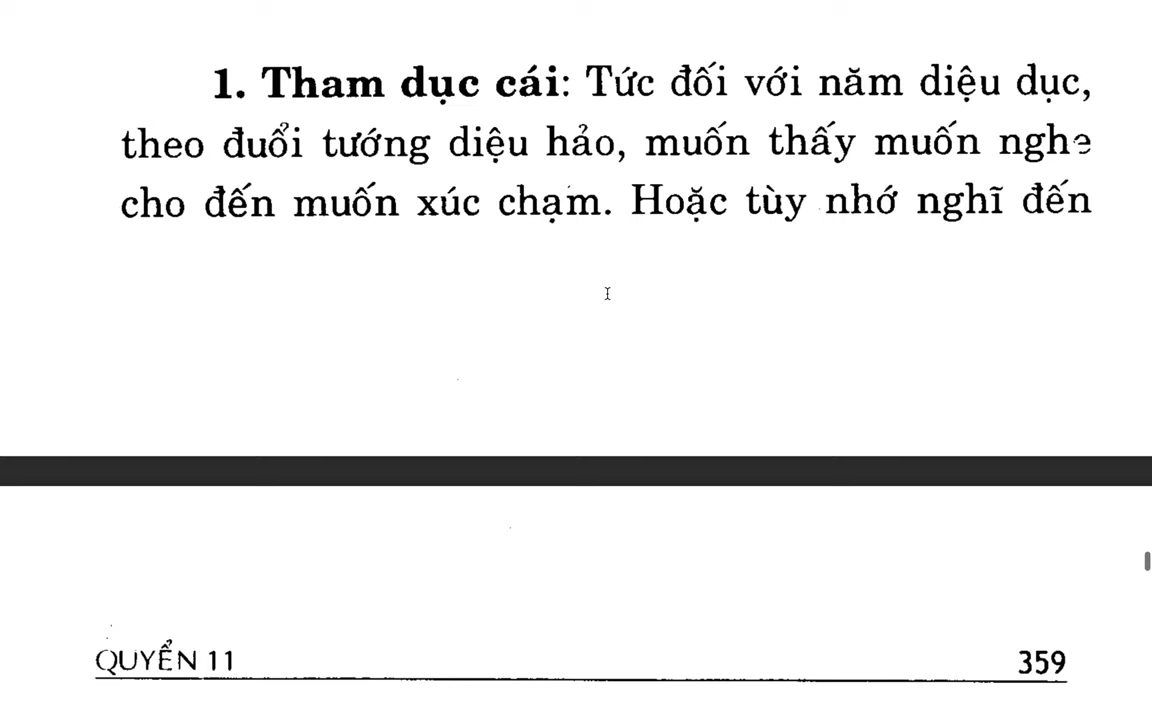 1. Tham dục cái: Tức đối với năm diệu dục,
theo đuổi tướng diệu hảo, muốn thấy muốn nghe
cho đến muốn xúc chạm. Hoặc tùy nhớ nghĩ đến
QUYỂN 11
359